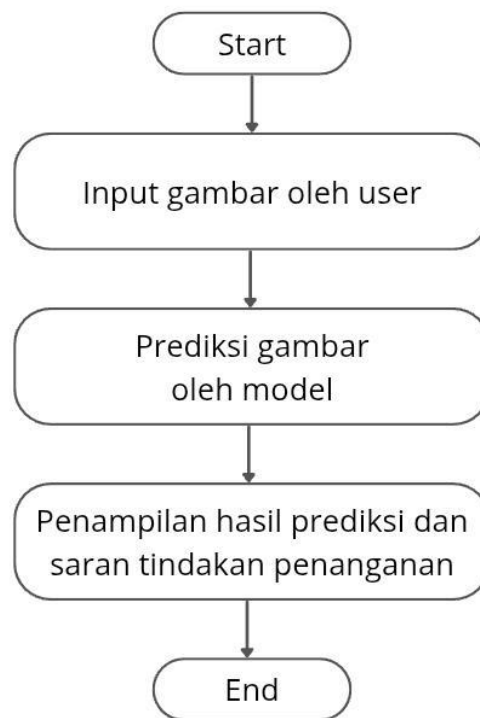 Start
Input gambar oleh user
Prediksi gambar
oleh model
Penampilan hasil prediksi dan
saran tindakan penanganan
End